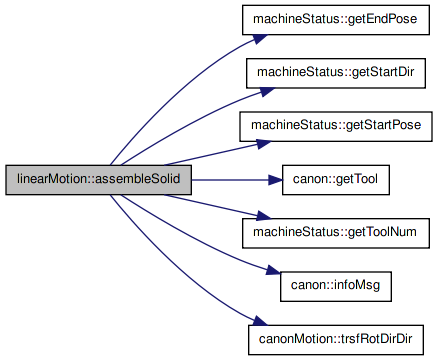 machineStatus::getEndPose
machineStatus::getStartDir
machineStatus::getStartPose
linearMotion::assembleSolid
canon::getTool
machineStatus::getToolNum
canon::infoMsg
canonMotion::trsfRotDirDir